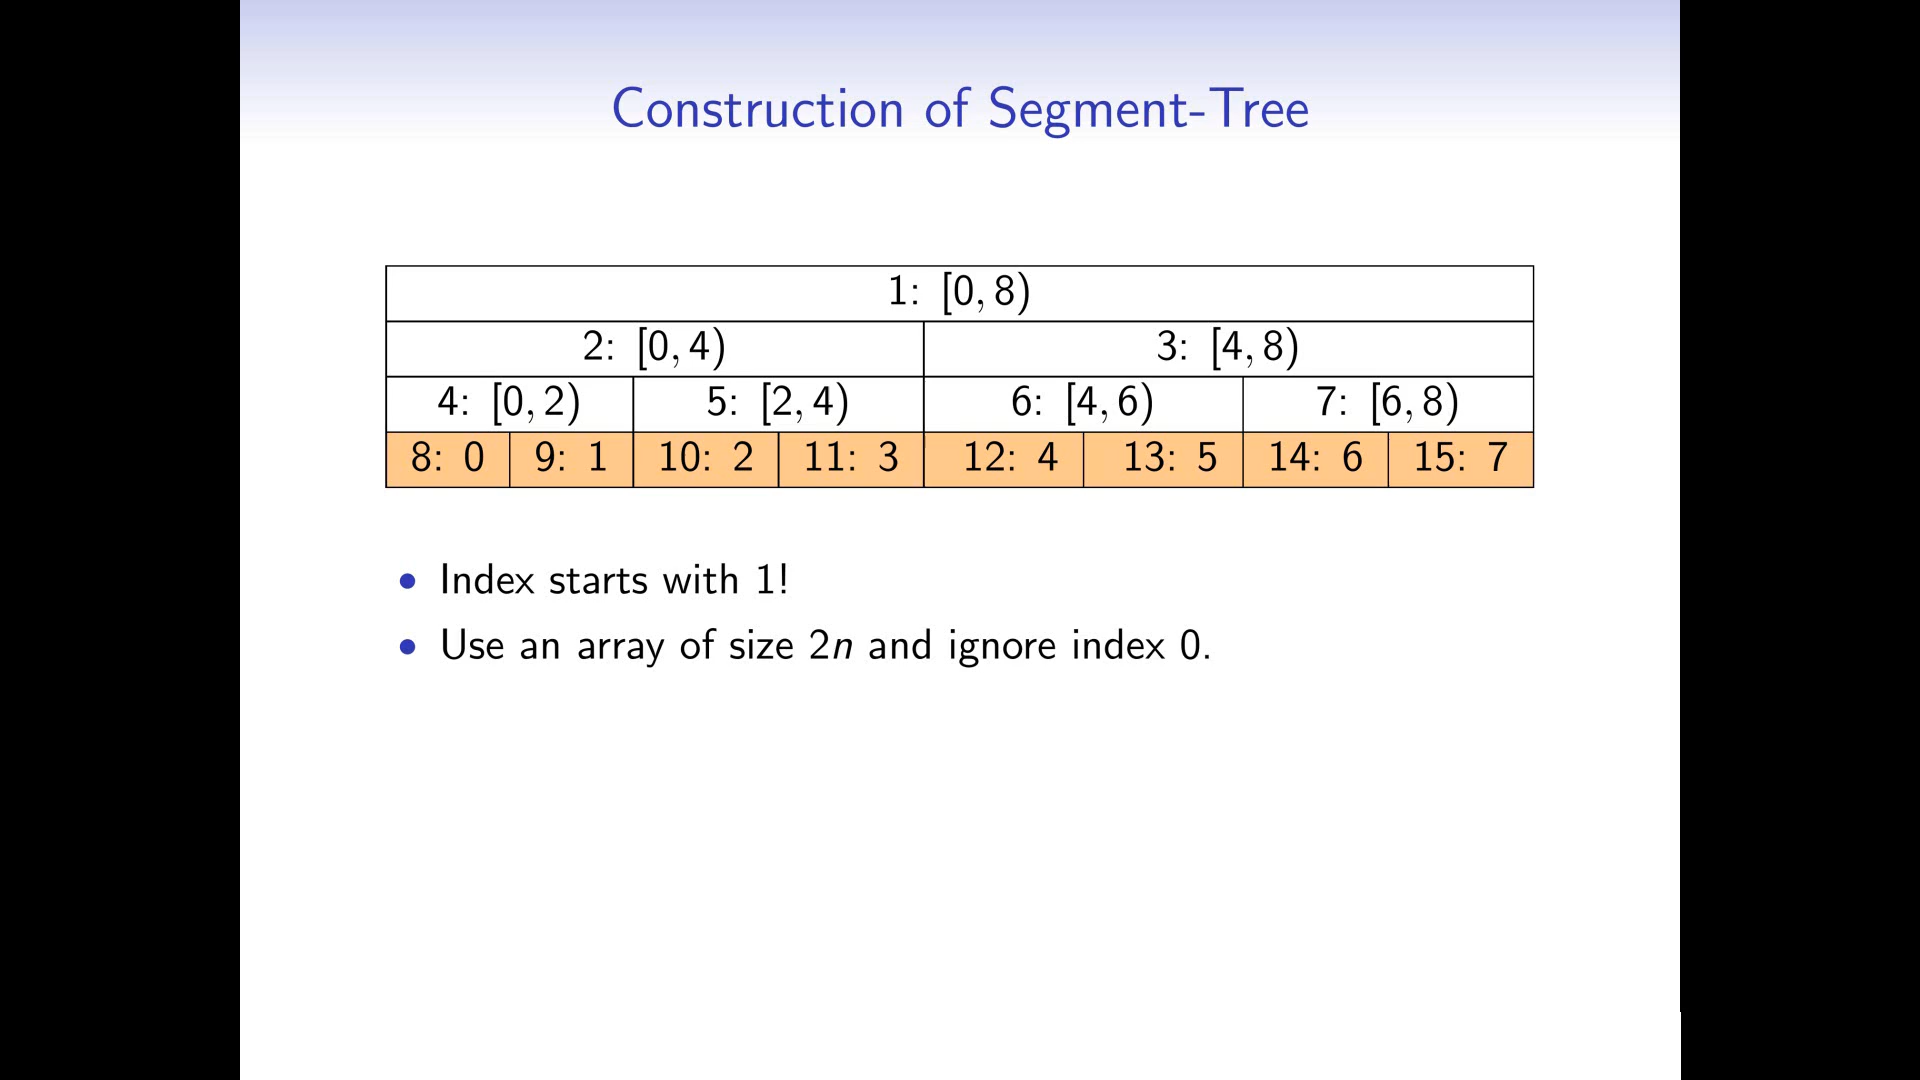 Construction of Segment-Tree
1: [0, 8)
2: [0, 4) 3: [4, 8)
4: [0, 2) 5: [2, 4) 6: [4, 6) 7: [6, 8)
8: 0 9: 1 10: 2 11: 3 12: 4 13: 5 14: 6 15: 7
• Index starts with 1!
• Use an array of size 2n and ignore index 0.